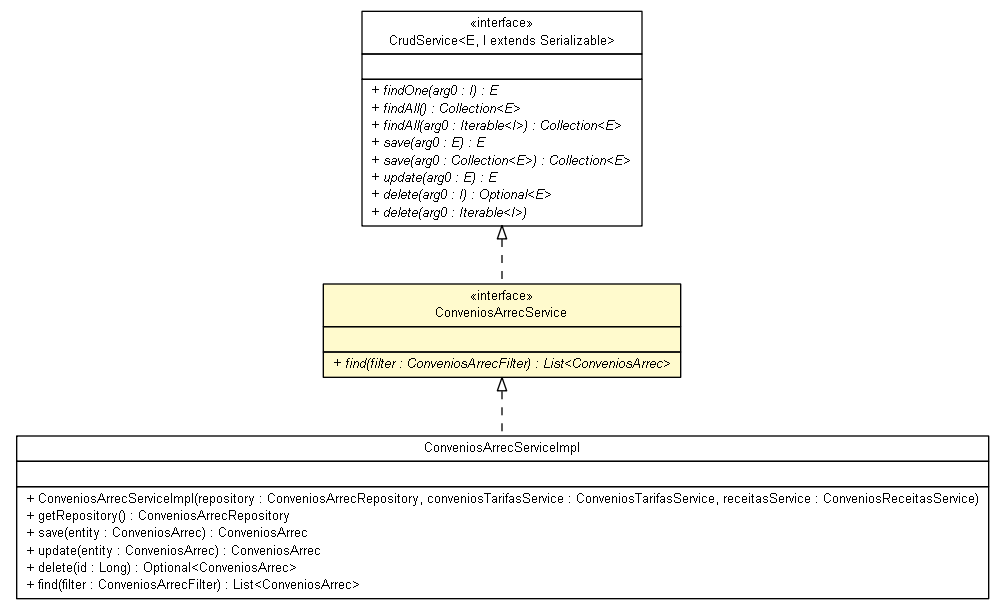 «interface»
CrudService<E, I extends Serializable>
+ findOne(arg0 : I) : E
+ findAll() : Collection<E>
+ findAll(arg0 : Iterable<I>) : Collection<E>
+ save(arg0 : E) : E
+ save(arg0 : Collection<E>) : Collection<E>
+ update(arg0 : E) : E
+ delete(arg0 : I) : Optional<E>
+ delete(arg0 : Iterable<I>)
«interface»
ConveniosArrecService
+ find(filter : ConveniosArrecFilter) : List<ConveniosArrec>
ConveniosArrecServiceImpl
+ ConveniosArrecServiceImpl(repository : ConveniosArrecRepository, conveniosTarifasService : ConveniosTarifasService, receitasService : ConveniosReceitasService)
+ getRepository() : ConveniosArrecRepository
+ save(entity : ConveniosArrec) : ConveniosArrec
+ update(entity : ConveniosArrec) : ConveniosArrec
+ delete(id : Long) : Optional<ConveniosArrec>
+ find(filter : ConveniosArrecFilter) : List<ConveniosArrec>